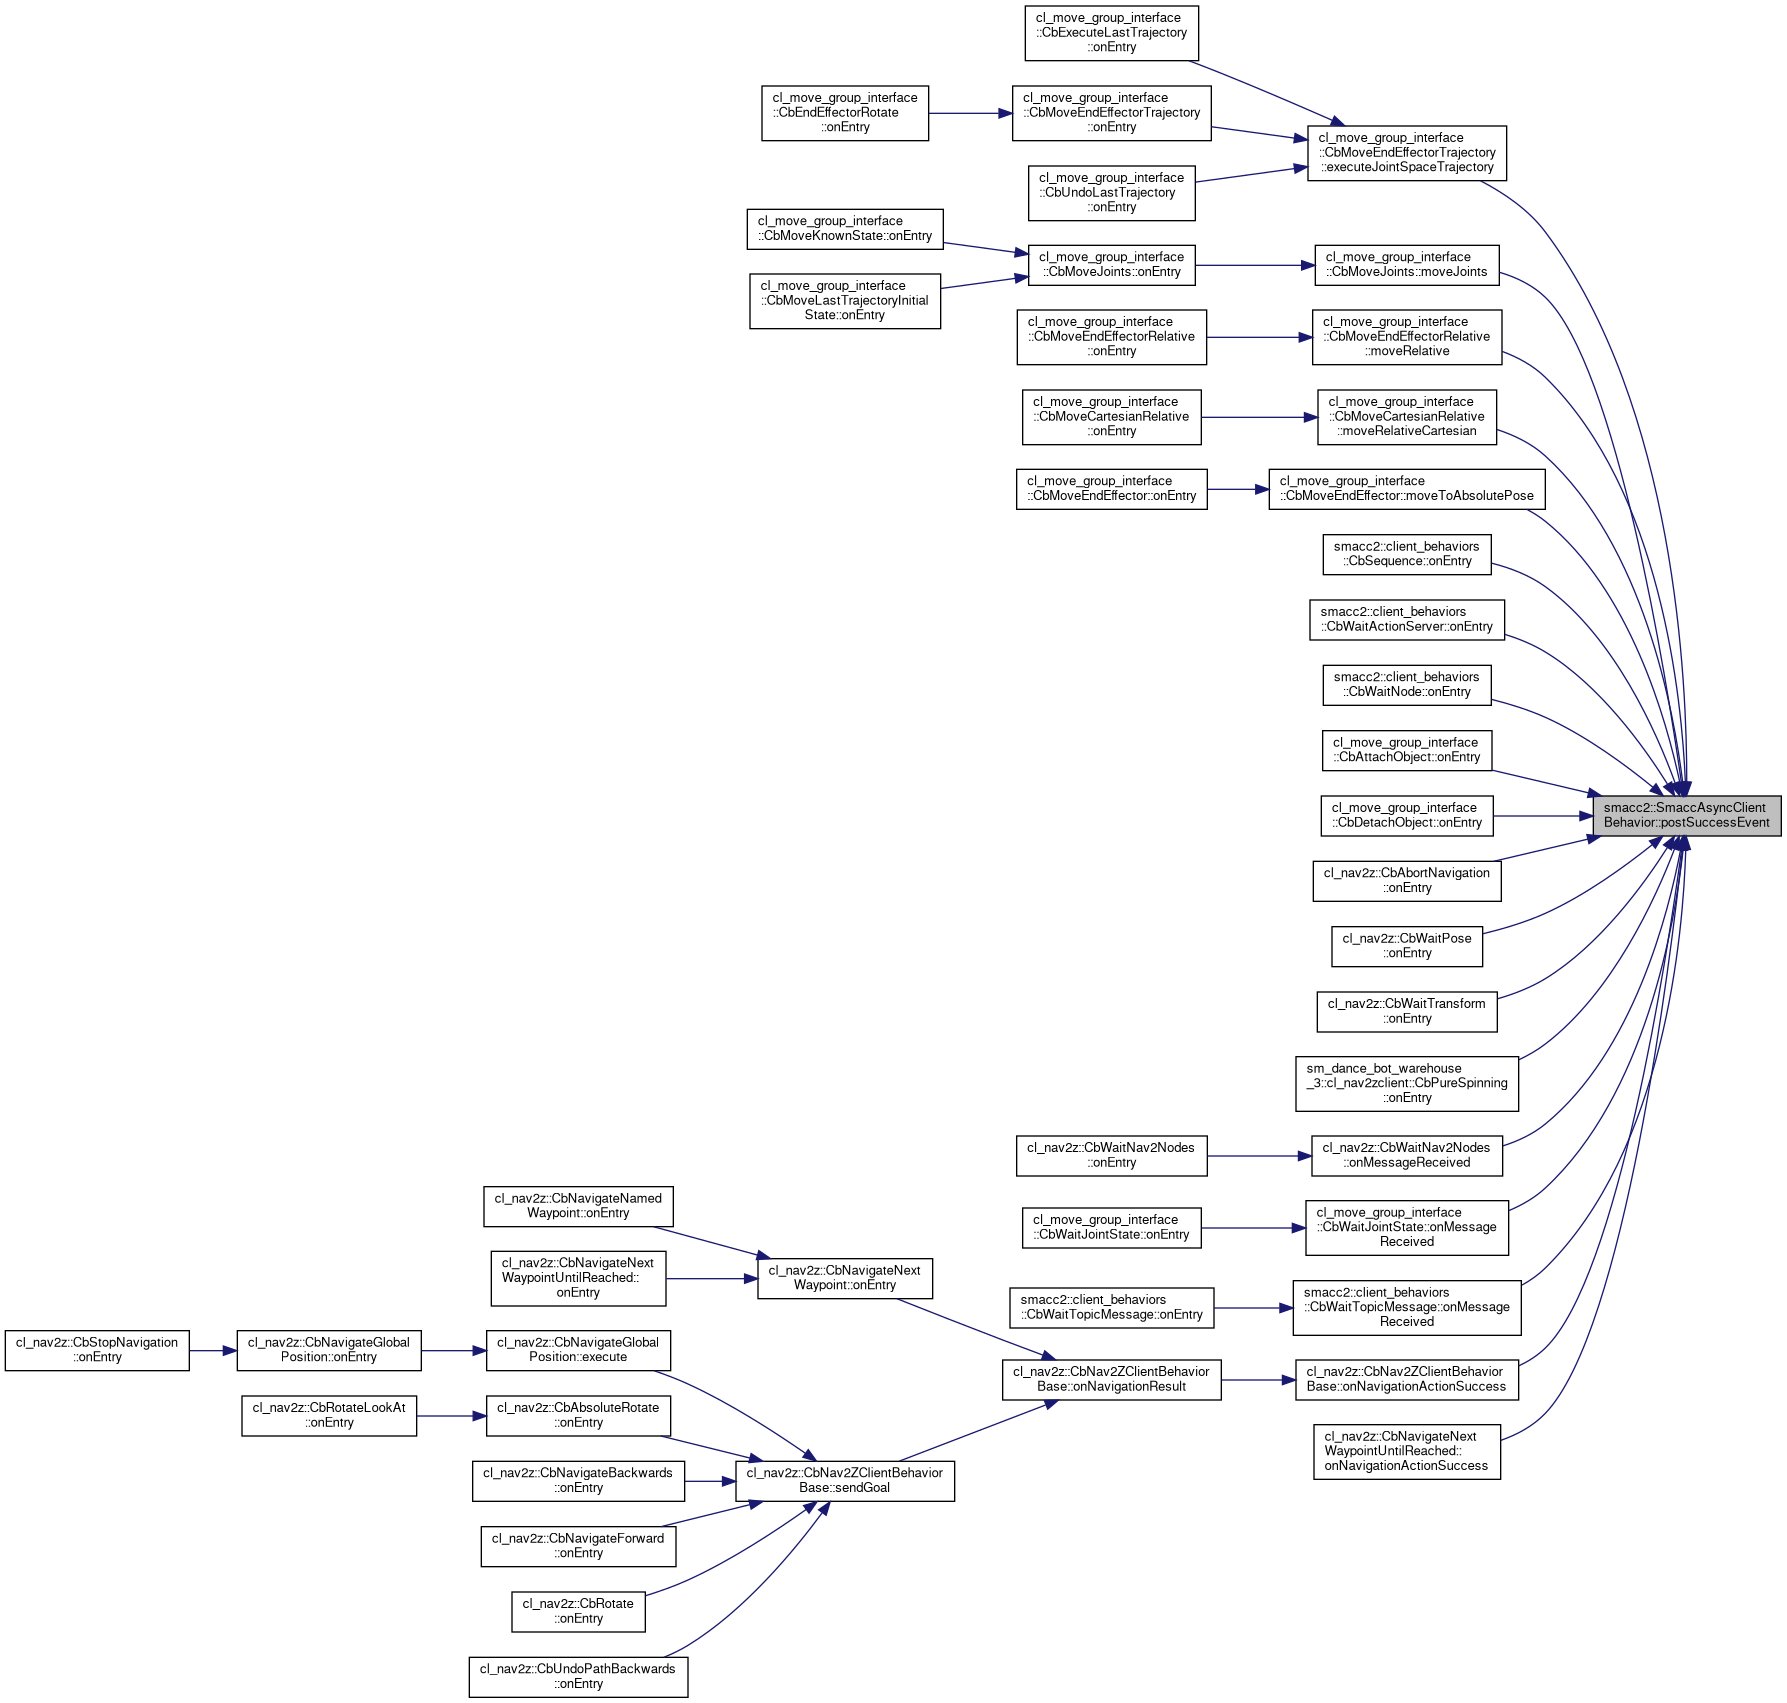 cl_move_group_interface
::CbExecuteLastTrajectory
::onEntry
cl_move_group_interface
::CbEndEffectorRotate
::onEntry
cl_move_group_interface
::CbMoveEndEffectorTrajectory
::onEntry
cl_move_group_interface
::CbMoveEndEffectorTrajectory
::executeJointSpaceTrajectory
cl_move_group_interface
::CbUndoLastTrajectory
::onEntry
cl_move_group_interface
::CbMoveKnownState::onEntry
cl_move_group_interface
::CbMoveJoints::onEntry
cl_move_group_interface
::CbMoveJoints::moveJoints
cl_move_group_interface
::CbMoveLastTrajectoryInitial
State::onEntry
cl_move_group_interface
::CbMoveEndEffectorRelative
::onEntry
cl_move_group_interface
::CbMoveEndEffectorRelative
::moveRelative
cl_move_group_interface
::CbMoveCartesianRelative
::onEntry
cl_move_group_interface
::CbMoveCartesianRelative
::moveRelativeCartesian
cl_move_group_interface
::CbMoveEndEffector::onEntry
cl_move_group_interface
::CbMoveEndEffector::moveToAbsolutePose
smacc2::client_behaviors
::CbSequence::onEntry
smacc2::client_behaviors
::CbWaitActionServer::onEntry
smacc2::client_behaviors
::CbWaitNode::onEntry
cl_move_group_interface
::CbAttachObject::onEntry
smacc2::SmaccAsyncClient
Behavior::postSuccessEvent
cl_move_group_interface
::CbDetachObject::onEntry
cl_nav2z::CbAbortNavigation
::onEntry
cl_nav2z::CbWaitPose
::onEntry
cl_nav2z::CbWaitTransform
::onEntry
sm_dance_bot_warehouse
_3::cl_nav2zclient::CbPureSpinning
::onEntry
cl_nav2z::CbWaitNav2Nodes
::onEntry
cl_nav2z::CbWaitNav2Nodes
::onMessageReceived
cl_move_group_interface
::CbWaitJointState::onEntry
cl_move_group_interface
::CbWaitJointState::onMessage
Received
cl_nav2z::CbNavigateNamed
Waypoint::onEntry
cl_nav2z::CbNavigateNext
WaypointUntilReached::
onEntry
cl_nav2z::CbNavigateNext
Waypoint::onEntry
smacc2::client_behaviors
::CbWaitTopicMessage::onEntry
smacc2::client_behaviors
::CbWaitTopicMessage::onMessage
Received
cl_nav2z::CbStopNavigation
::onEntry
cl_nav2z::CbNavigateGlobal
Position::onEntry
cl_nav2z::CbNavigateGlobal
Position::execute
cl_nav2z::CbNav2ZClientBehavior
Base::onNavigationResult
cl_nav2z::CbNav2ZClientBehavior
Base::onNavigationActionSuccess
cl_nav2z::CbRotateLookAt
::onEntry
cl_nav2z::CbAbsoluteRotate
::onEntry
cl_nav2z::CbNavigateNext
WaypointUntilReached::
onNavigationActionSuccess
cl_nav2z::CbNavigateBackwards
::onEntry
cl_nav2z::CbNav2ZClientBehavior
Base::sendGoal
cl_nav2z::CbNavigateForward
::onEntry
cl_nav2z::CbRotate
::onEntry
cl_nav2z::CbUndoPathBackwards
::onEntry